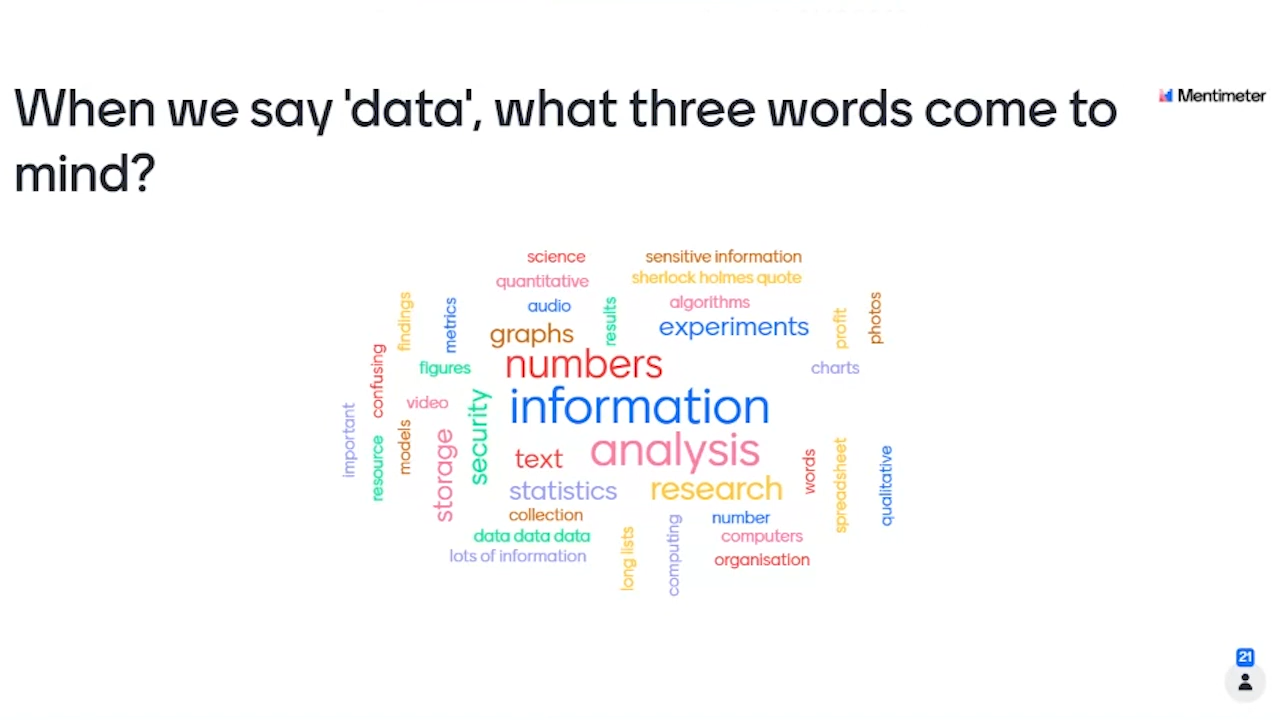 When we say 'data', what three words come to
mind?
Mentimeter
science
sensitive information
quantitative
sherlock holmes quote
findings
metrics
audio
results
algorithms
profit
photos
graphs
experiments
confusing
figures
numbers
charts
important
video
security
information
resource
models
storage
text
analysis
words
spreadsheet
qualitative
statistics
research
collection
number
data data data
computers
lots of information
long lists
computing
organisation
21